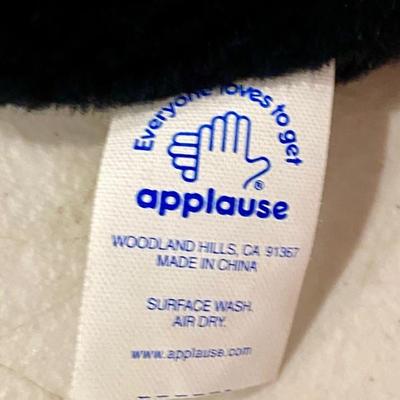 Everyone loves to get
applause
®
WOODLAND HILLS, CA 91367
MADE IN CHINA
SURFACE WASH.
AIR DRY.
www.applause.com